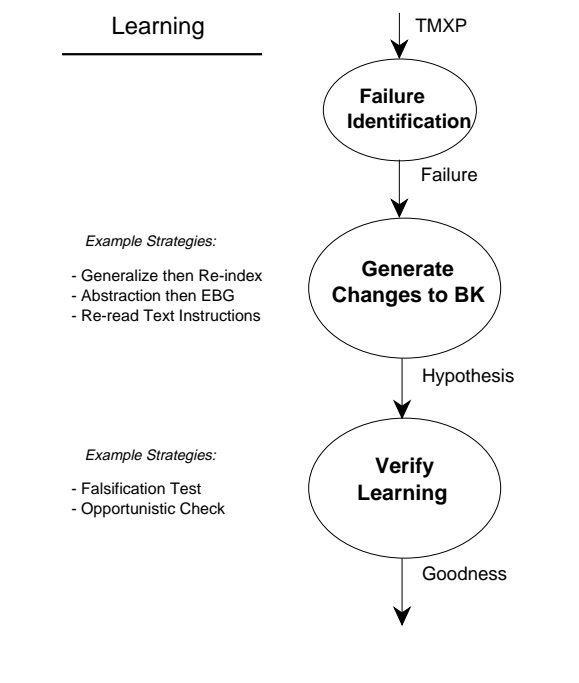 Learning
TMXP
Failure
Identification
Failure
Example Strategies:
- Generalize then Re-index
- Abstraction then EBG
- Re-read Text Instructions
Generate
Changes to BK
Hypothesis
Example Strategies:
- Falsification Test
- Opportunistic Check
Verify
Learning
Goodness